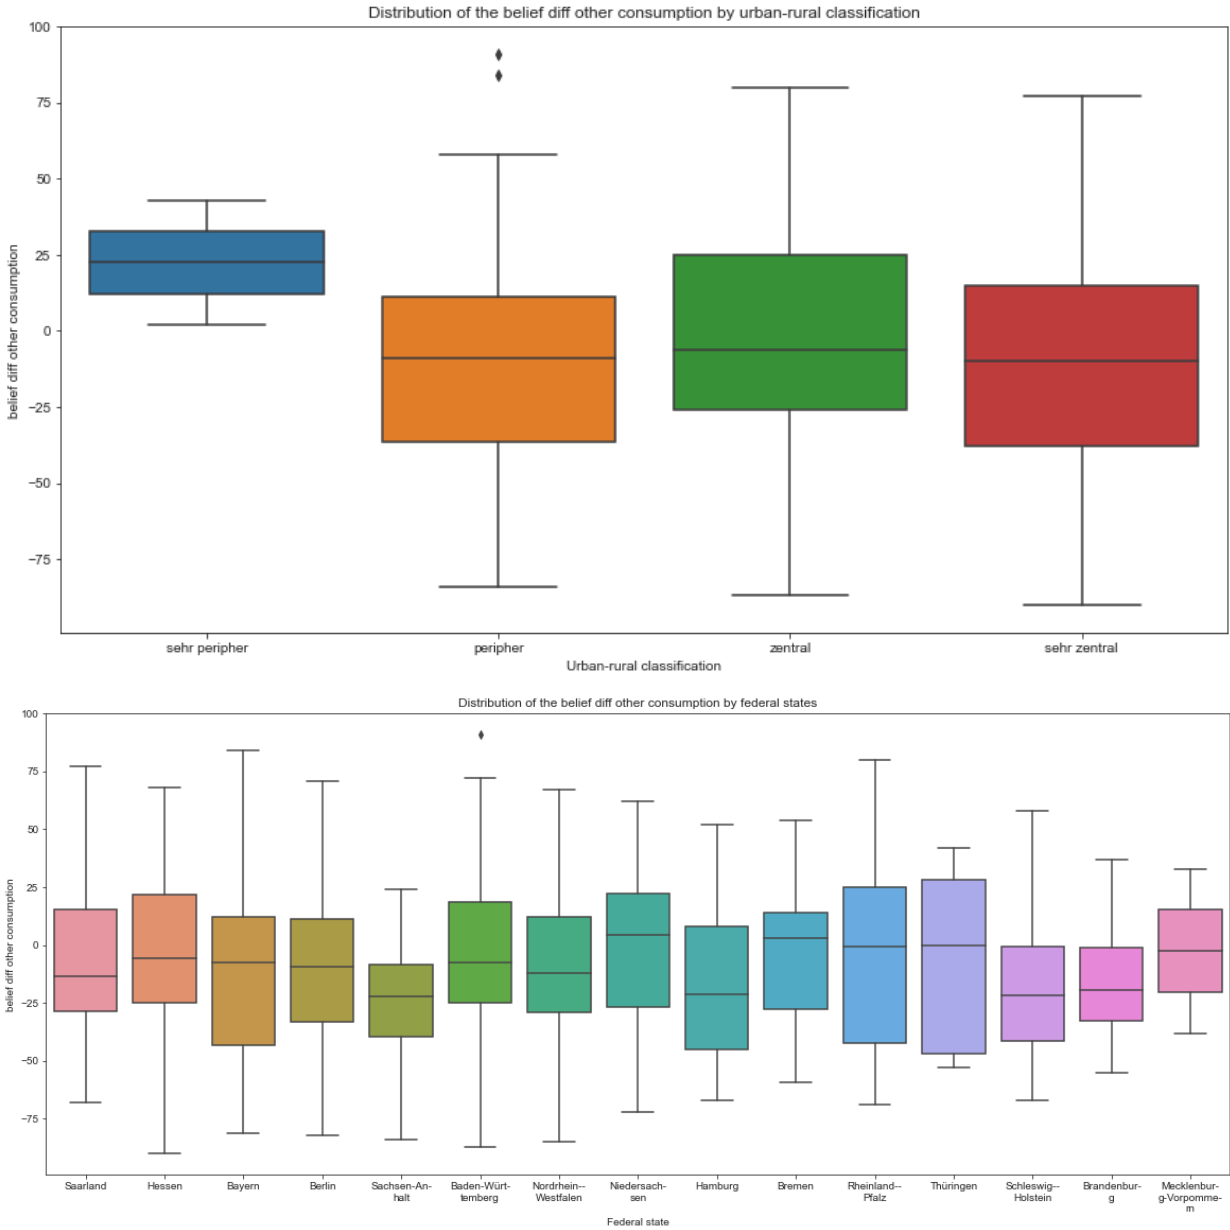 Distribution of the belief diff other consumption by urban-rural classification
100
75
50
25
0
−25
−50
−75
belief diff other consumption
sehr peripher
peripher
zentral
sehr zentral
Urban-rural classification
Distribution of the belief diff other consumption by federal states
100
75
50
25
0
−25
−50
−75
belief diff other consumption
Saarland
Hessen
Bayern
Berlin
Sachsen-An-
halt
Baden-Würt-
temberg
Nordrhein--
Westfalen
Niedersach-
sen
Hamburg
Bremen
Rheinland--
Pfalz
Thüringen
Schleswig--
Holstein
Brandenbur-
g
Mecklenbur-
g-Vorpomme-
rn
Federal state